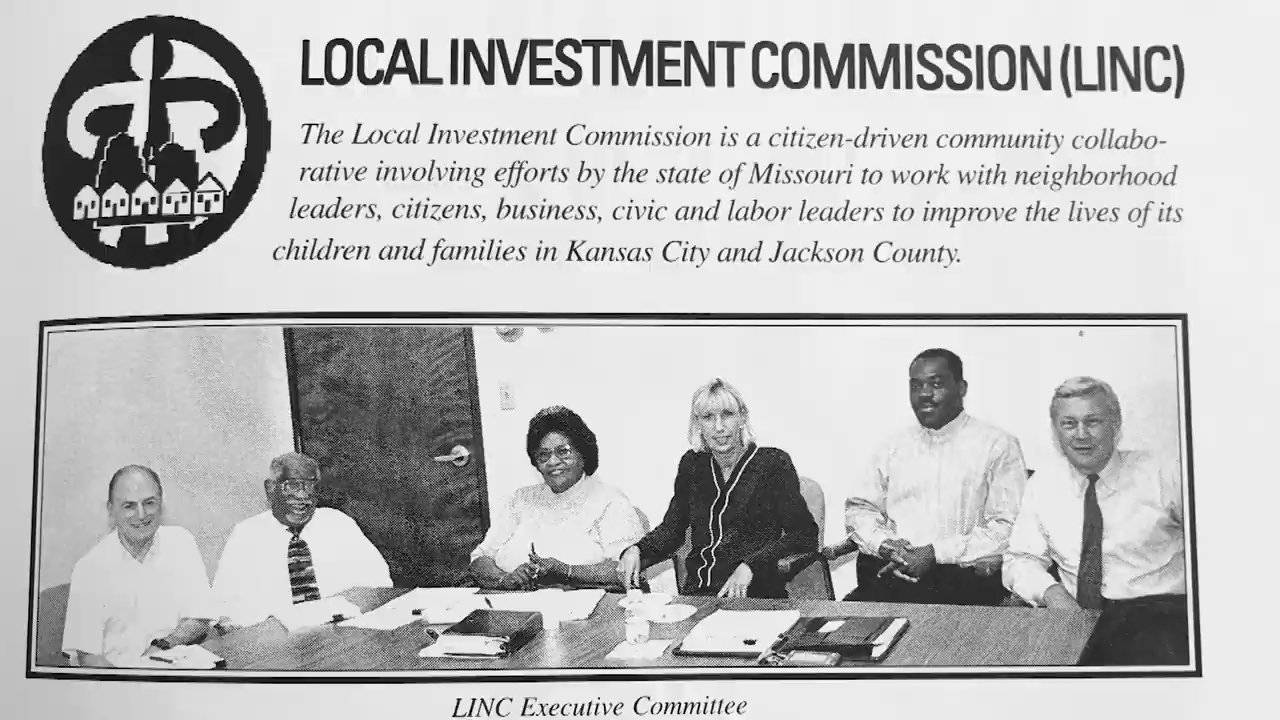 LOCAL INVESTMENT COMMISSION (LINC)
The Local Investment Commission is a citizen-driven community collabo-
rative involving efforts by the state of Missouri to work with neighborhood
leaders, citizens, business, civic and labor leaders to improve the lives of its
children and families in Kansas City and Jackson County.
LINC Executive Committee